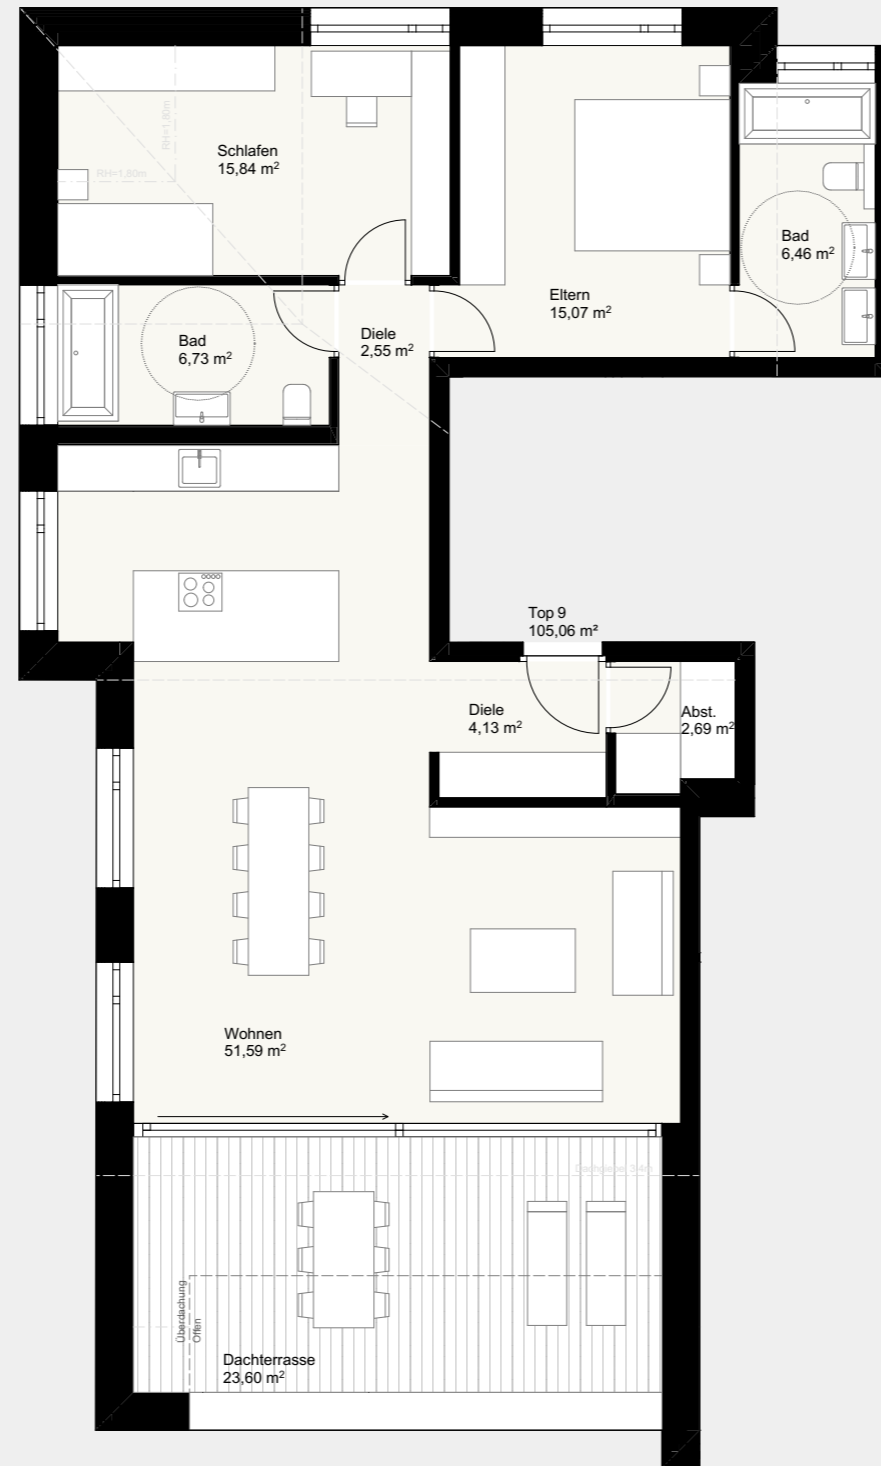 RH=1,80m
RH=1,80m
Schlafen
15,84 m²
Bad
6,46 m²
Eltern
15,07 m²
Diele
2,55 m²
Bad
6,73 m²
Top 9
105,06 m²
Diele
4,13 m²
Abst.
2,69 m²
Wohnen
51,59 m²
Überdachung
Offen
Dachterrasse
23,60 m²